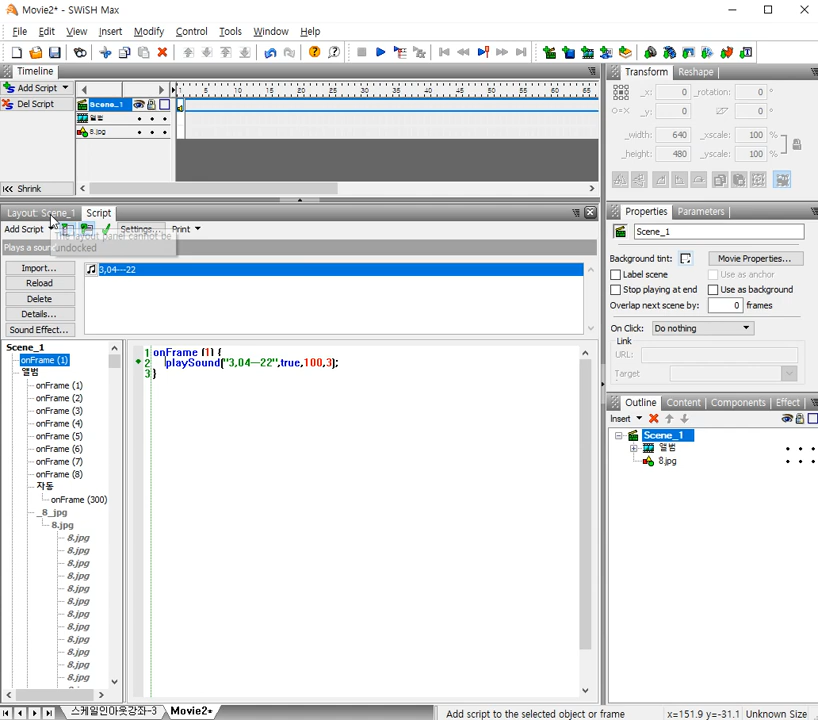 Movie2* - SWiSH Max
File Edit View Insert Modify Control Tools Window Help
Timeline
Add Script
Del Script
1 5 10 15 20 25 30 35 40 45 50 55 60 65
Scene_1
앨범
8.jpg
Shrink
Layout: Scene_1 Script
Add Script Settings... Print
The layout panel cannot be
undocked
Plays a soun
Import...
Reload
Delete
Details...
Sound Effect...
3,04---22
Scene_1
onFrame (1)
앨범
onFrame (1)
onFrame (2)
onFrame (3)
onFrame (4)
onFrame (5)
onFrame (6)
onFrame (7)
onFrame (8)
자동
onFrame (300)
_8_jpg
8.jpg
8.jpg
8.jpg
8.jpg
8.jpg
8.jpg
8.jpg
8.jpg
8.jpg
8.jpg
8.jpg
8.jpg
1 onFrame (1) {
2 playSound("3,04---22",true,100,3);
3 }
Transform Reshape
_x: 0 _rotation: 0 °
_y: 0 0 °
_width: 640 _xscale: 100 %
_height: 480 _yscale: 100 %
Properties Parameters
Scene_1
Background tint: Movie Properties...
Label scene Use as anchor
Stop playing at end Use as background
Overlap next scene by: 0 frames
On Click: Do nothing
Link
URL:
Target
Outline Content Components Effect
Insert
Scene_1
앨범
8.jpg
스케일인아웃강좌-3 Movie2*
Add script to the selected object or frame x=151.9 y=-31.1 Unknown Size